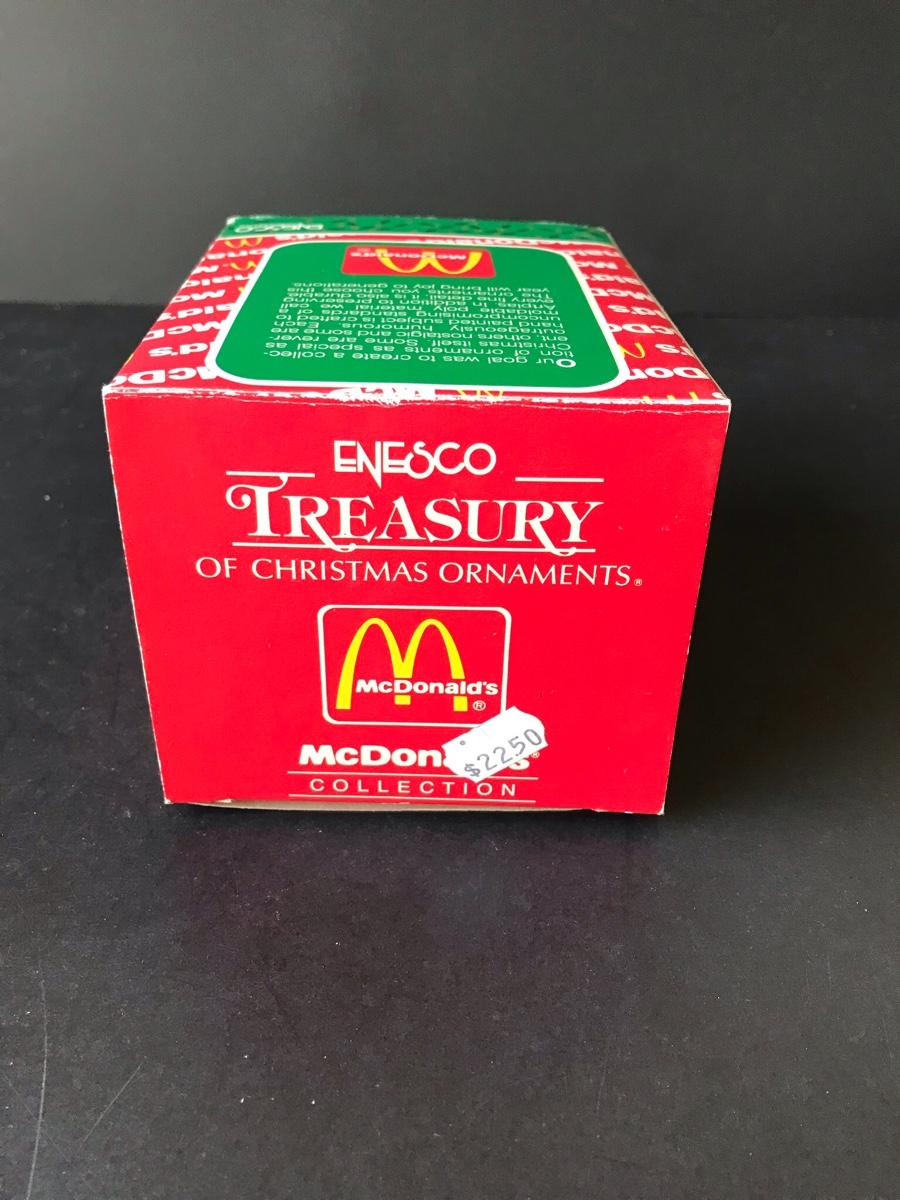 ENESCO
TREASURY
OF CHRISTMAS ORNAMENTS®
McDonald's
®
McDon
's®
$2250
COLLECTION
Our goal was to create a collec-
tion of ornaments as special as
Christmas itself. Some are rever-
ent, others nostalgic and some are
outrageously humorous. Each
hand painted subject is crafted to
uncompromising standards of a
moldable poly material we call
In addition to preserving
every fine detail, it is also durable.
The ornaments you choose this
year will bring joy to generations
McDonald's
ENESCO